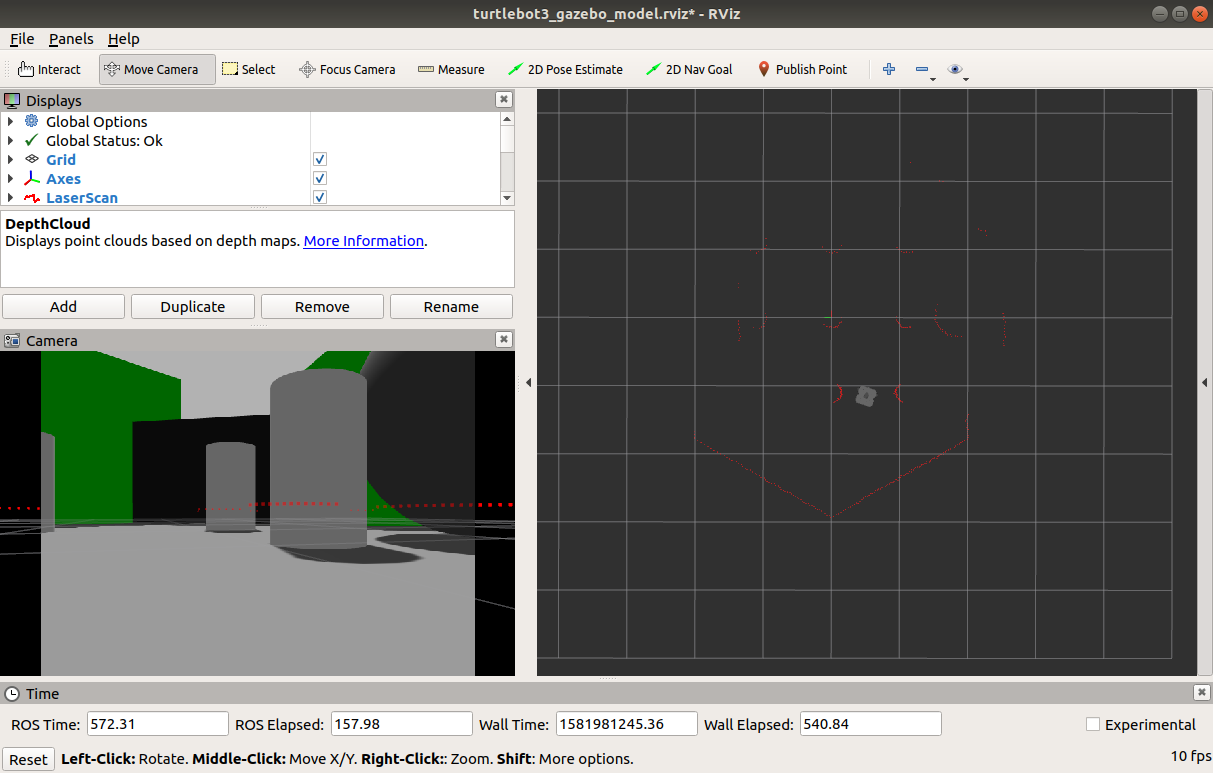 turtlebot3_gazebo_model.rviz* - RViz
File Panels Help
Interact Move Camera Select Focus Camera Measure 2D Pose Estimate 2D Nav Goal Publish Point
Displays
Global Options
Global Status: Ok
Grid
Axes
LaserScan
DepthCloud
Displays point clouds based on depth maps. More Information.
Add Duplicate Remove Rename
Camera
Time
ROS Time: 572.31 ROS Elapsed: 157.98 Wall Time: 1581981245.36 Wall Elapsed: 540.84 Experimental
Reset Left-Click: Rotate. Middle-Click: Move X/Y. Right-Click:: Zoom. Shift: More options. 10 fps